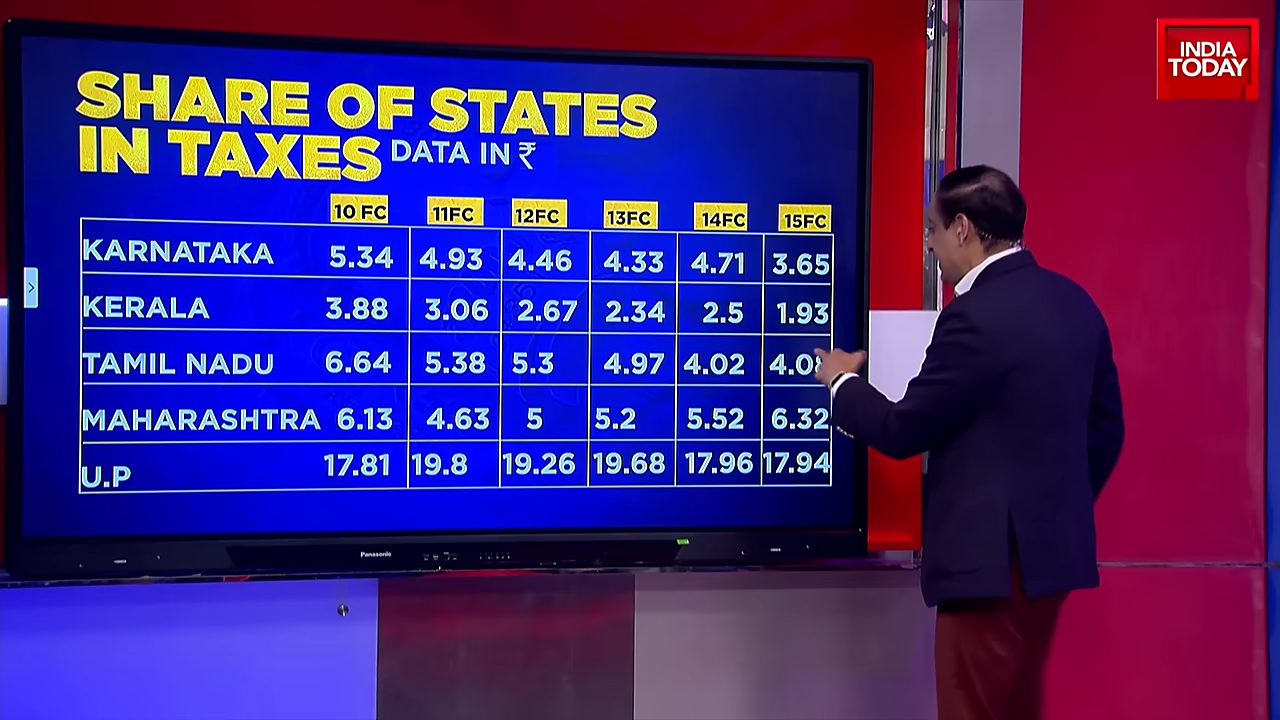 INDIA
TODAY
SHARE OF STATES
IN TAXES DATA IN ₹
10 FC 11FC 12FC 13FC 14FC 15FC
KARNATAKA 5.34 4.93 4.46 4.33 4.71 3.65
KERALA 3.88 3.06 2.67 2.34 2.5 1.93
TAMIL NADU 6.64 5.38 5.3 4.97 4.02
MAHARASHTRA 6.13 4.63 5 5.2 5.52 6.32
U.P 17.81 19.8 19.26 19.68 17.96 17.94
Panasonic